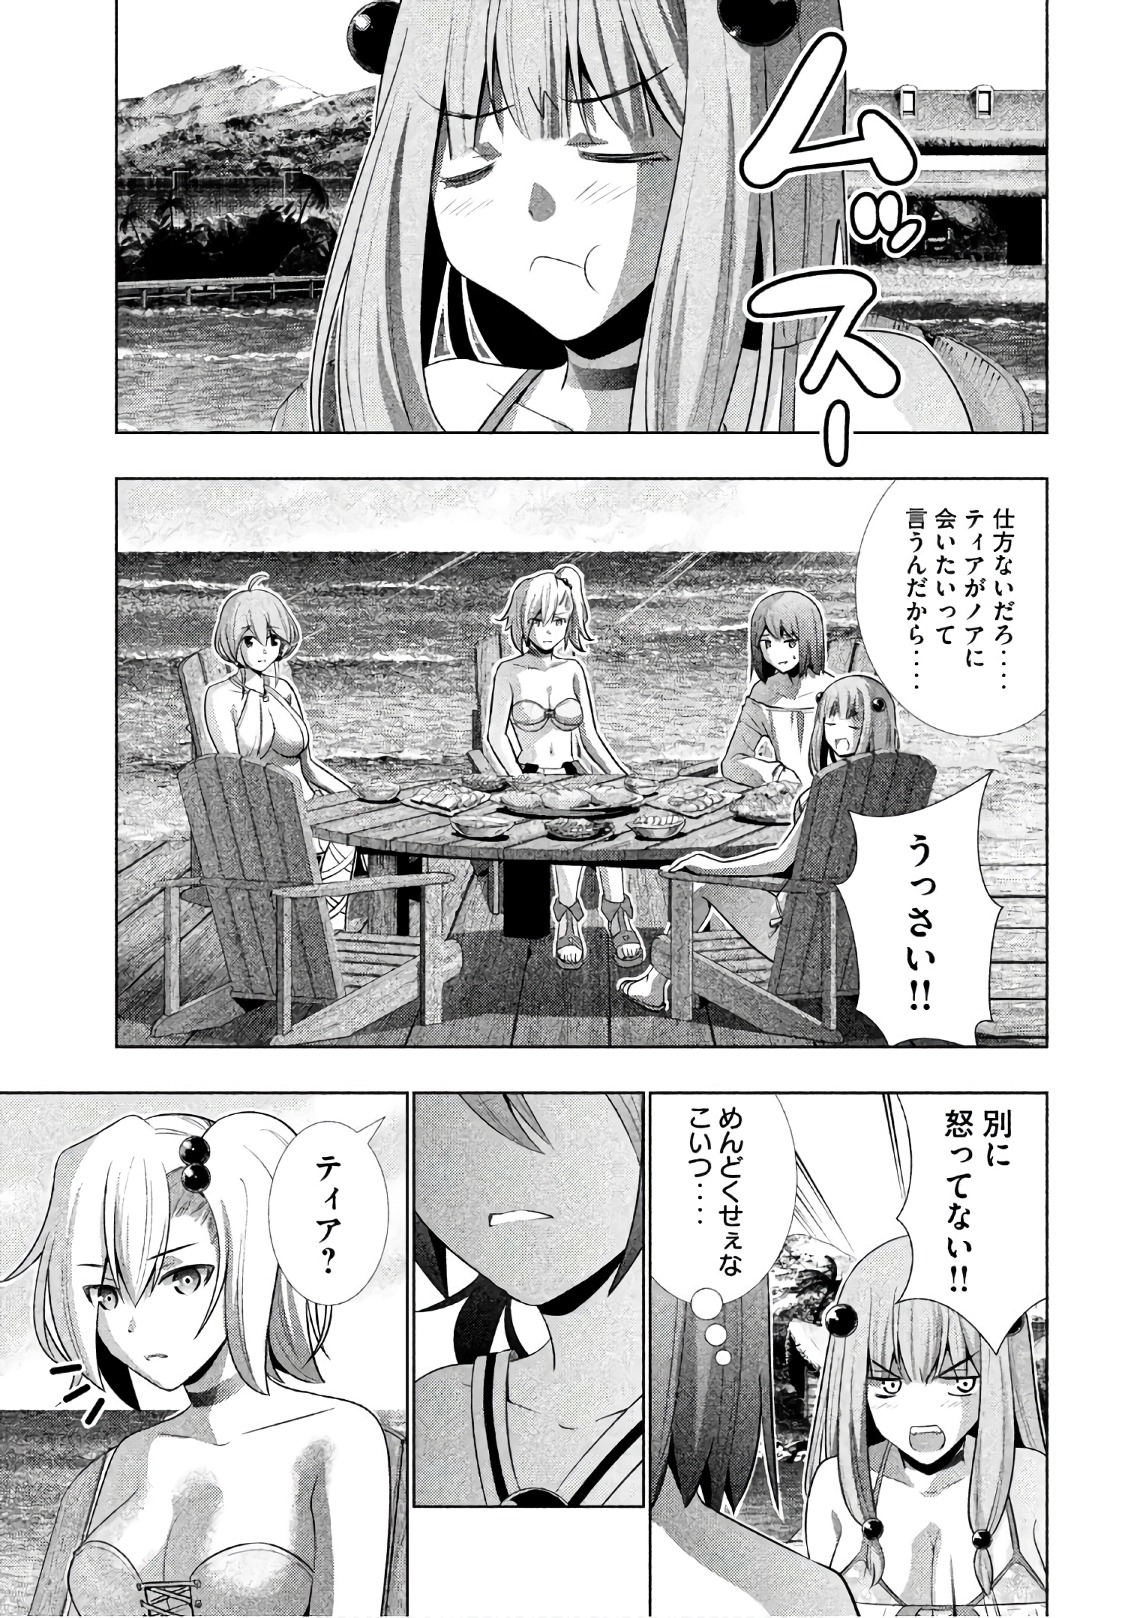 ムッスー
仕方ないだろ‥‥
ティアがノアに
会いたいって
言うんだから‥‥
うっさい!!
別に
怒ってない!!
めんどくせぇな
こいつ‥‥
ティア?